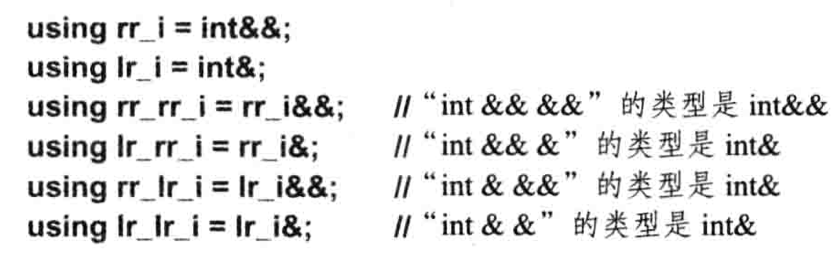 using rr_i = int&&;
using lr_i = int&;
using rr_rr_i = rr_i&&; // “int && &&” 的类型是 int&&
using lr_rr_i = rr_i&; // “int && &” 的类型是 int&
using rr_lr_i = lr_i&&; // “int & &&” 的类型是 int&
using lr_lr_i = lr_i&; // “int & &” 的类型是 int&